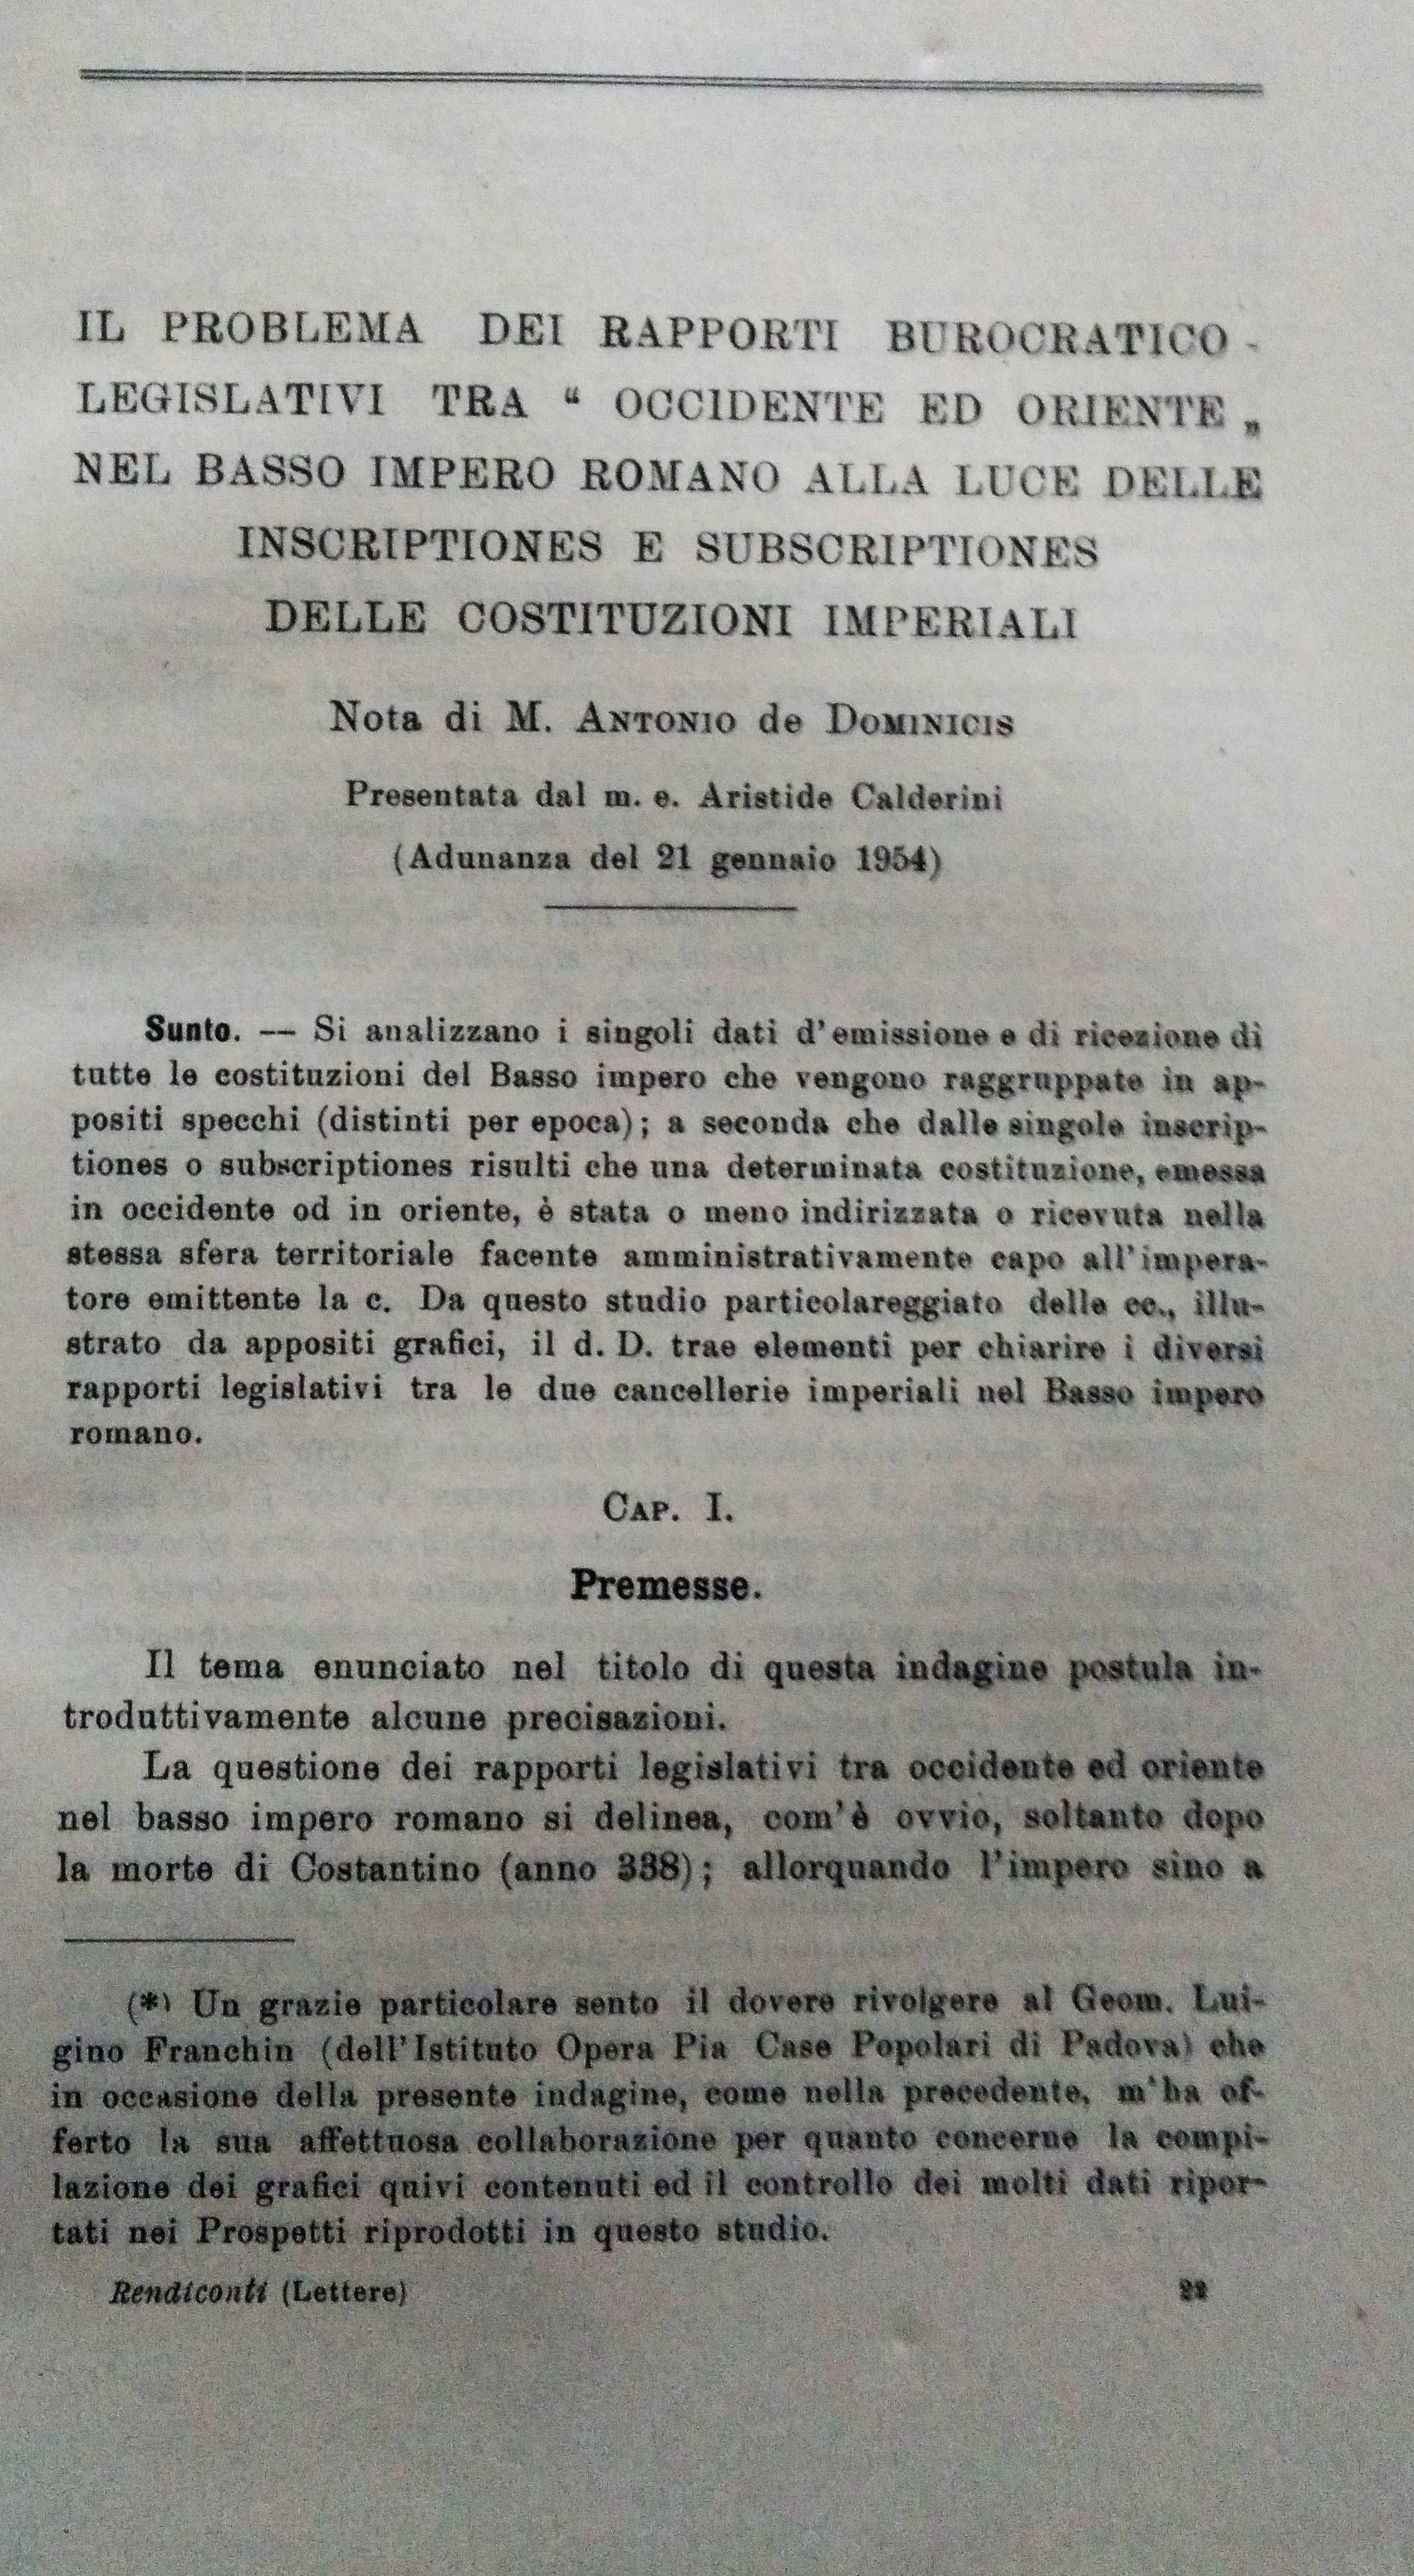 IL PROBLEMA DEI RAPPORTI BUROCRATICO -
LEGISLATIVI TRA “ OCCIDENTE ED ORIENTE „
NEL BASSO IMPERO ROMANO ALLA LUCE DELLE
INSCRIPTIONES E SUBSCRIPTIONES
DELLE COSTITUZIONI IMPERIALI
Nota di M. ANTONIO de DOMINICIS
Presentata dal m. e. Aristide Calderini
(Adunanza del 21 gennaio 1954)
Sunto. — Si analizzano i singoli dati d'emissione e di ricezione di
tutte le costituzioni del Basso impero che vengono raggruppate in ap-
positi specchi (distinti per epoca); a seconda che dalle singole inscrip-
tiones o subscriptiones risulti che una determinata costituzione, emessa
in occidente od in oriente, è stata o meno indirizzata o ricevuta nella
stessa sfera territoriale facente amministrativamente capo all'impera-
tore emittente la c. Da questo studio particolareggiato delle cc., illu-
strato da appositi grafici, il d. D. trae elementi per chiarire i diversi
rapporti legislativi tra le due cancellerie imperiali nel Basso impero
romano.
CAP. I.
Premesse.
Il tema enunciato nel titolo di questa indagine postula in-
troduttivamente alcune precisazioni.
La questione dei rapporti legislativi tra occidente ed oriente
nel basso impero romano si delinea, com'è ovvio, soltanto dopo
la morte di Costantino (anno 338); allorquando l'impero sino a
(*) Un grazie particolare sento il dovere rivolgere al Geom. Lui-
gino Franchin (dell'Istituto Opera Pia Case Popolari di Padova) che
in occasione della presente indagine, come nella precedente, m'ha of-
ferto la sua affettuosa collaborazione per quanto concerne la compi-
lazione dei grafici quivi contenuti ed il controllo dei molti dati ripor-
tati nei Prospetti riprodotti in questo studio.
Rendiconti (Lettere) 22